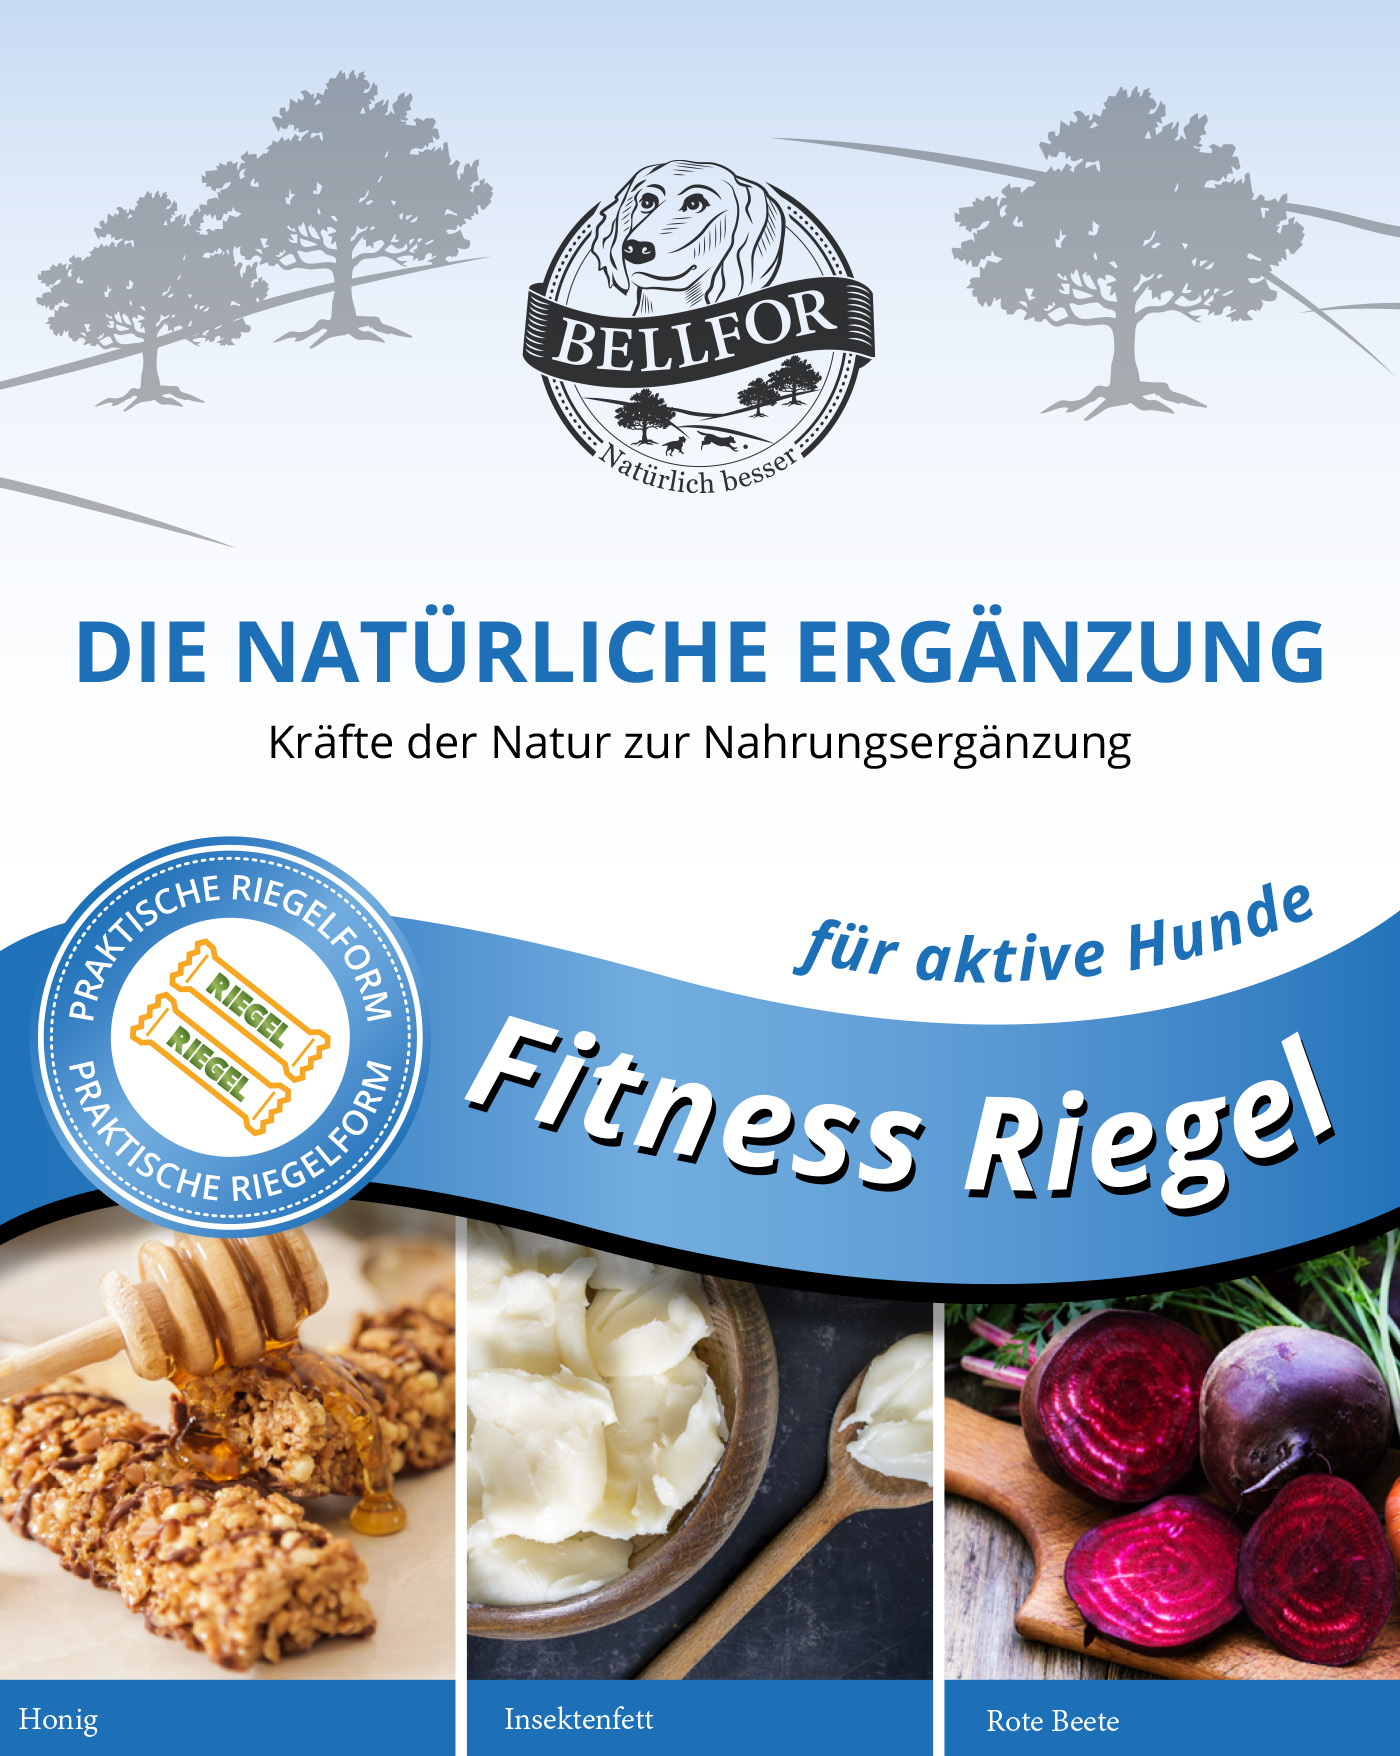 BELLFOR
Natürlich besser
DIE NATÜRLICHE ERGÄNZUNG
Kräfte der Natur zur Nahrungsergänzung
PRAKTISCHE RIEGELFORM
RIEGEL
RIEGEL
PRAKTISCHE RIEGELFORM
für aktive Hunde
Fitness Riegel
Honig
Insektenfett
Rote Beete